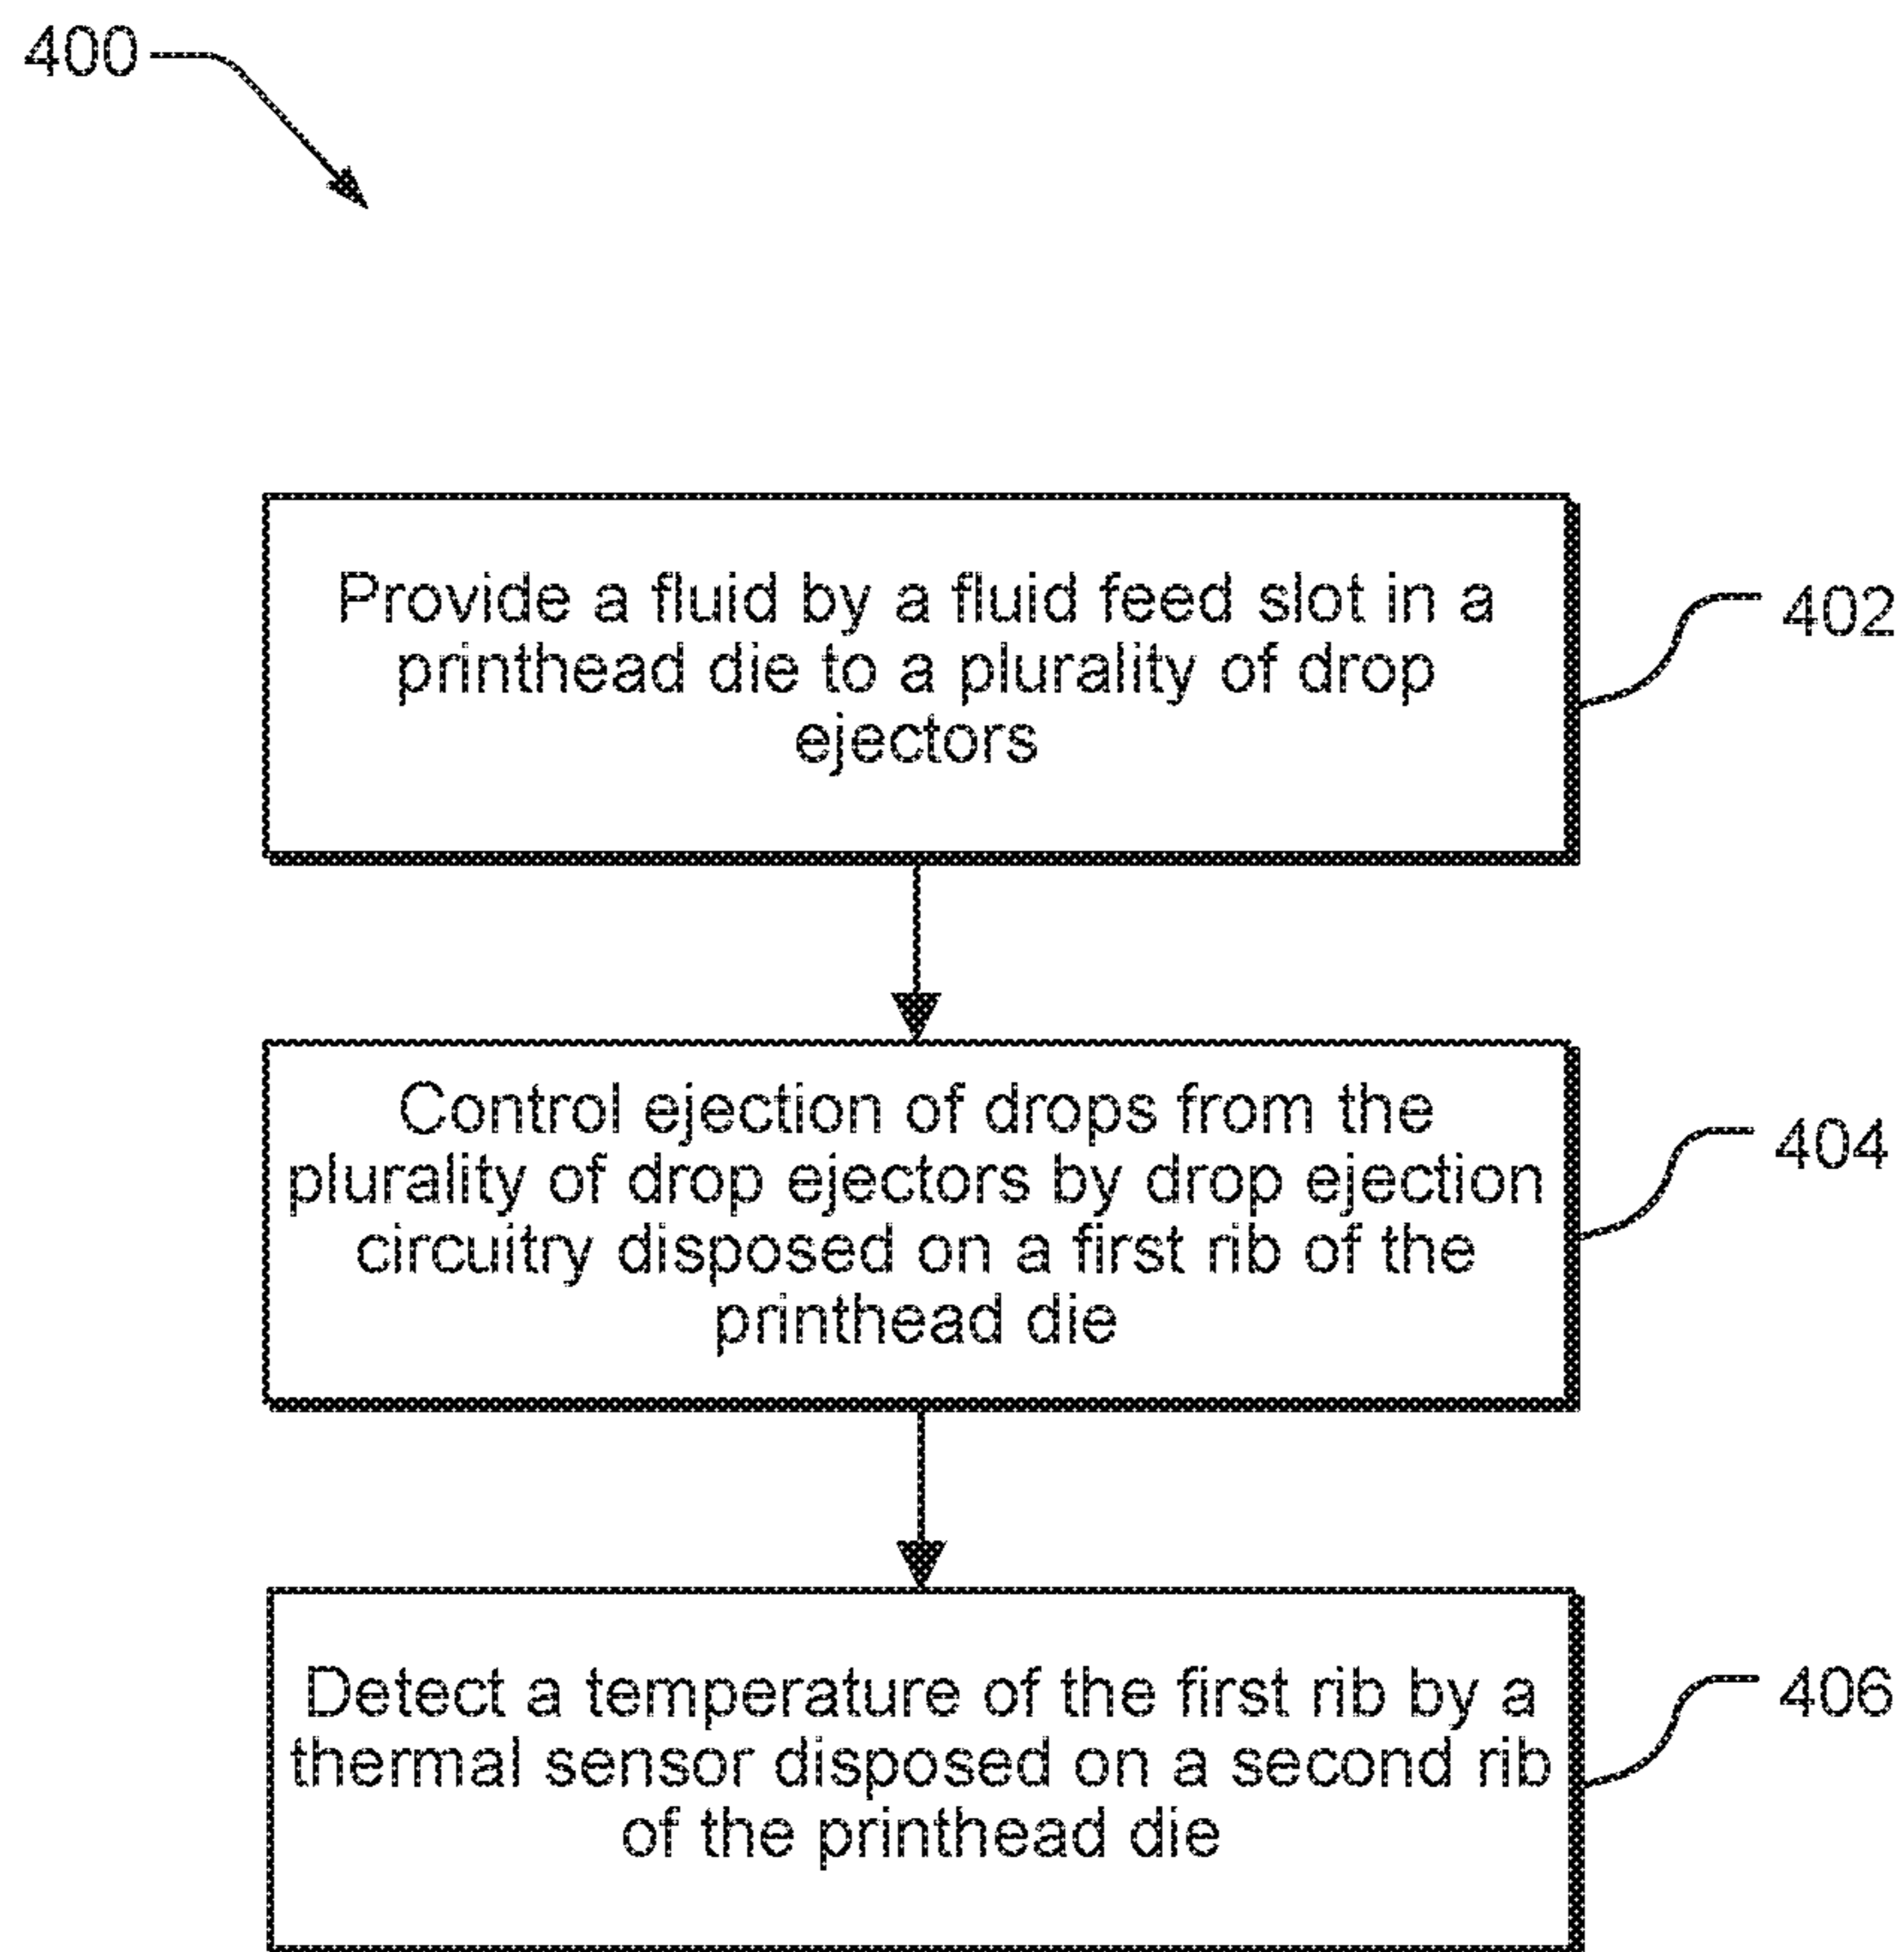 400
Provide a fluid by a fluid feed slot in a
printhead die to a plurality of drop
ejectors
402
Control ejection of drops from the
plurality of drop ejectors by drop ejection
circuitry disposed on a first rib of the
printhead die
404
Detect a temperature of the first rib by a
thermal sensor disposed on a second rib
of the printhead die
406